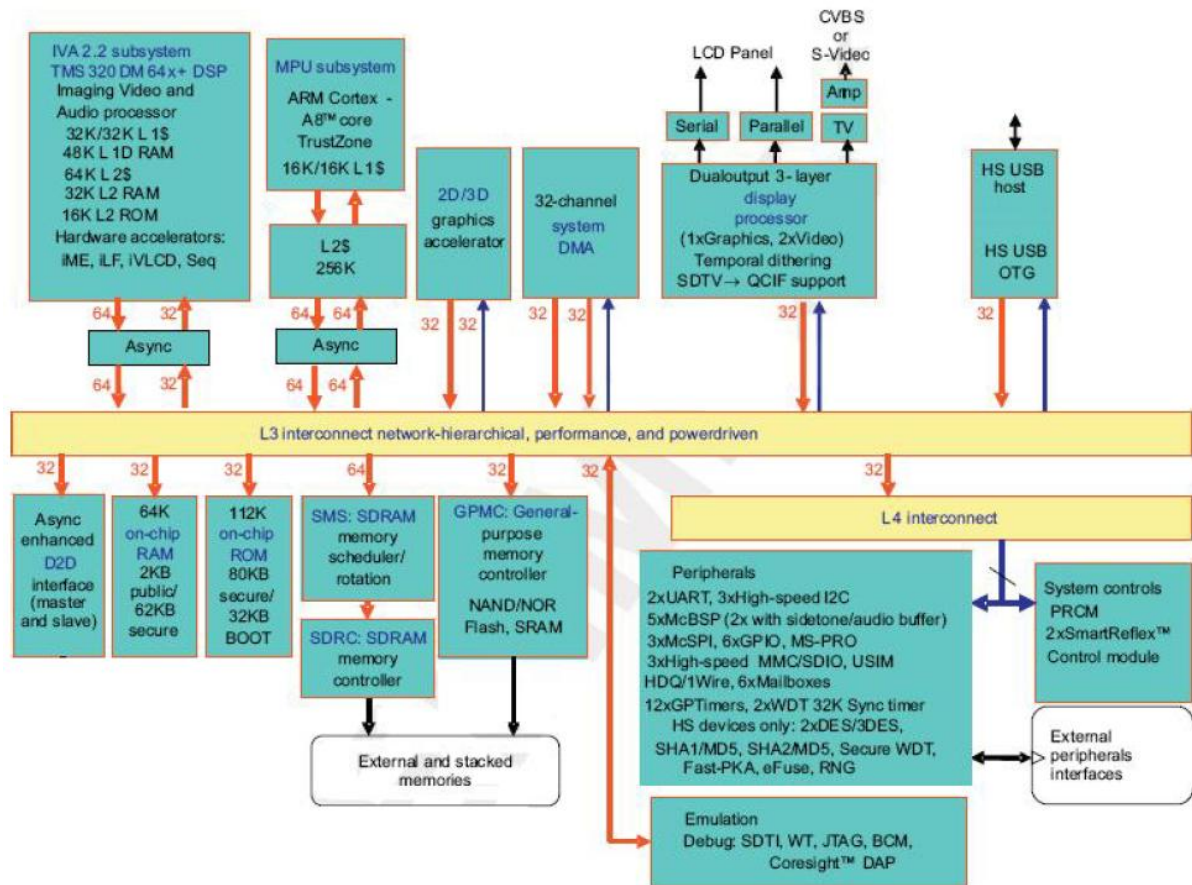 IVA 2.2 subsystem
TMS 320 DM 64x+ DSP
Imaging Video and
Audio processor
32K/32K L 1$
48K L 1D RAM
64K L 2$
32K L2 RAM
16K L2 ROM
Hardware accelerators:
iME, iLF, iVLCD, Seq
MPU subsystem
ARM Cortex -
A8™ core
TrustZone
16K/16K L 1$
L2$
256K
2D/3D
graphics
accelerator
32-channel
system
DMA
LCD Panel
CVBS
or
S-Video
Amp
Serial
Parallel
TV
Dualoutput 3- layer
display
processor
(1xGraphics, 2xVideo)
Temporal dithering
SDTV→ QCIF support
HS USB
host
HS USB
OTG
64
32
64
64
32
32
32
32
32
32
Async
Async
64
32
64
64
L3 interconnect network-hierarchical, performance, and powerdriven
32
32
32
64
32
32
32
Async
enhanced
D2D
interface
(master
and slave)
64K
on-chip
RAM
2KB
public/
62KB
secure
112K
on-chip
ROM
80KB
secure/
32KB
BOOT
SMS: SDRAM
memory
scheduler/
rotation
SDRC: SDRAM
memory
controller
GPMC: General-
purpose
memory
controller
NAND/NOR
Flash, SRAM
External and stacked
memories
L4 interconnect
Peripherals
2xUART, 3xHigh-speed I2C
5xMcBSP (2x with sidetone/audio buffer)
3xMcSPI, 6xGPIO, MS-PRO
3xHigh-speed MMC/SDIO, USIM
HDQ/1Wire, 6xMailboxes
12xGPTimers, 2xWDT 32K Sync timer
HS devices only: 2xDES/3DES,
SHA1/MD5, SHA2/MD5, Secure WDT,
Fast-PKA, eFuse, RNG
System controls
PRCM
2xSmartReflex™
Control module
External
peripherals
interfaces
Emulation
Debug: SDTI, WT, JTAG, BCM,
Coresight™ DAP